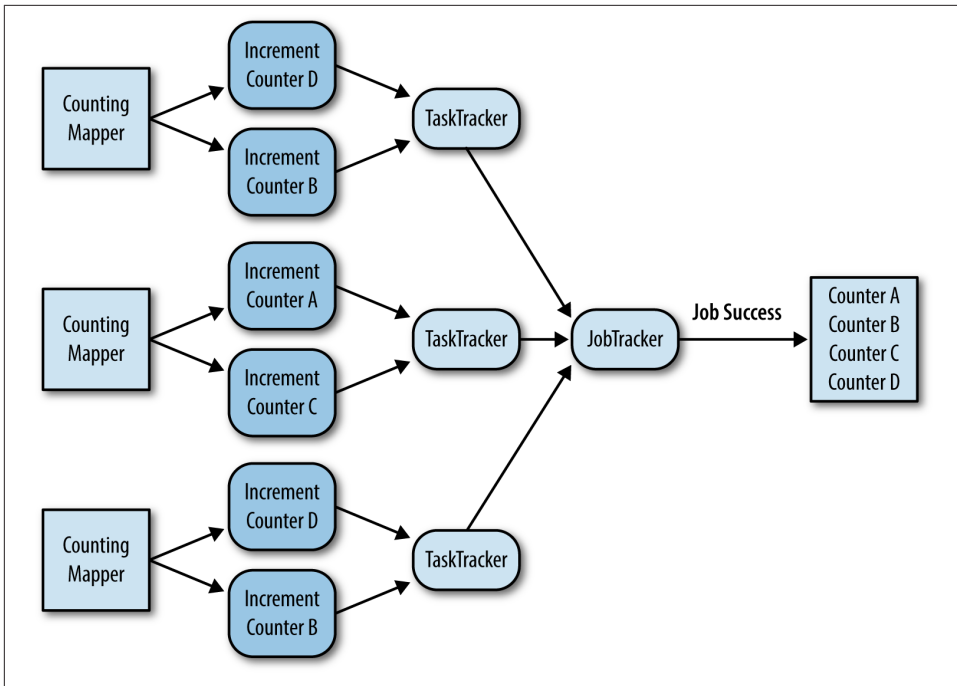 Counting
Mapper
Increment
Counter D
Increment
Counter B
TaskTracker
Counting
Mapper
Increment
Counter A
Increment
Counter C
TaskTracker
Counting
Mapper
Increment
Counter D
Increment
Counter B
TaskTracker
JobTracker
Job Success
Counter A
Counter B
Counter C
Counter D